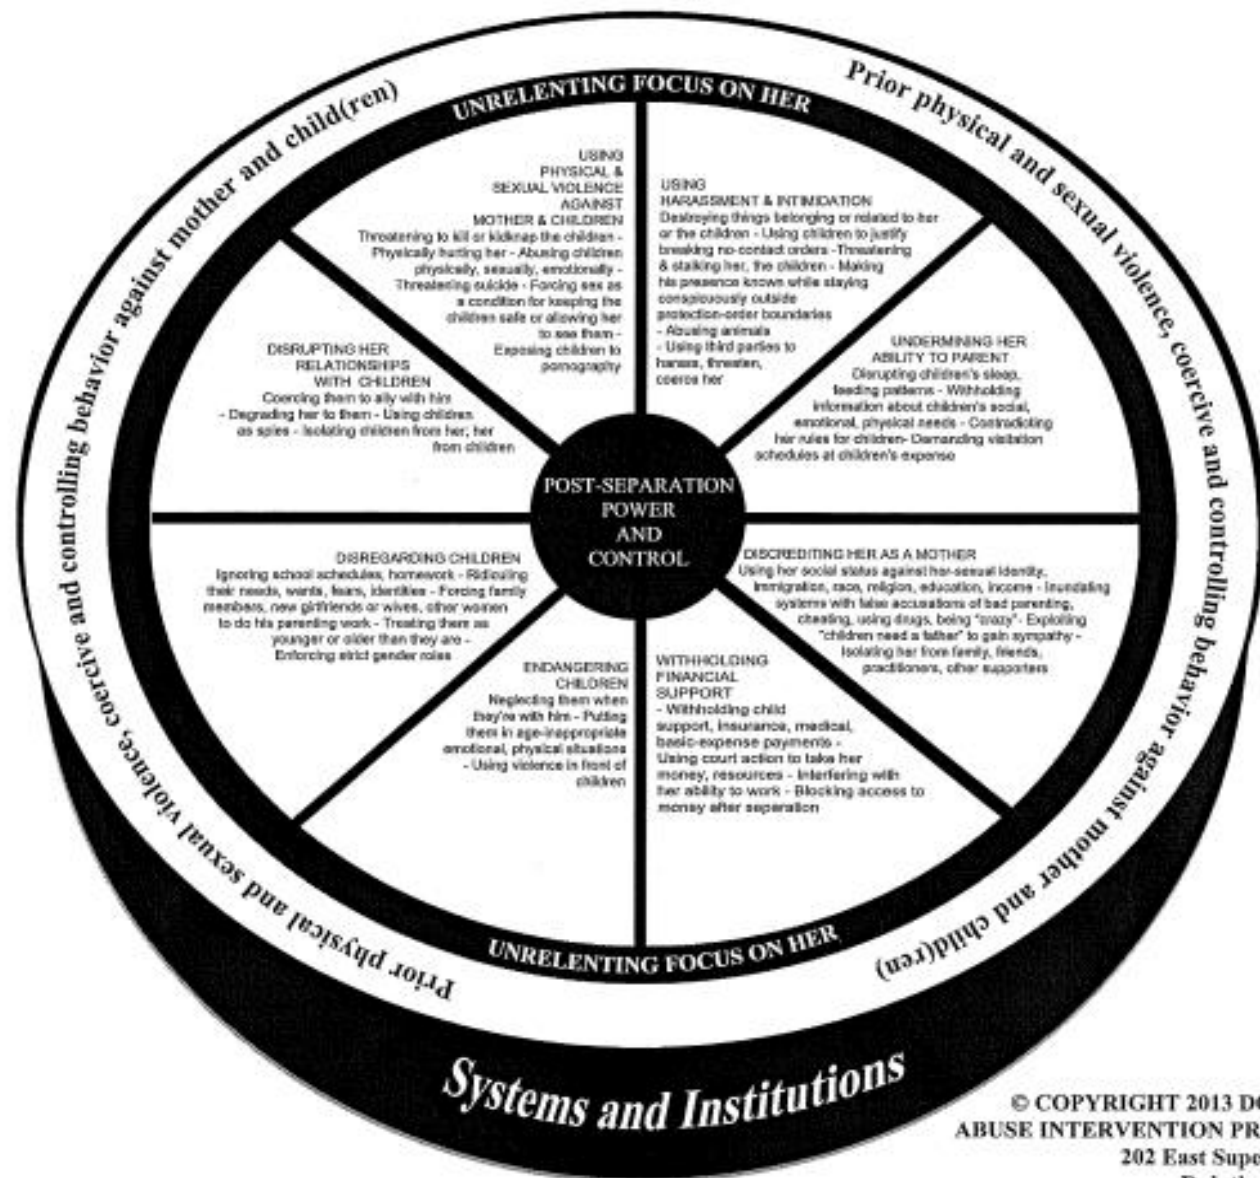 Prior physical and sexual violence, coercive and controlling behavior against mother and child(ren)
Prior physical and sexual violence, coercive and controlling behavior against mother and child(ren)
UNRELENTING FOCUS ON HER
USING
PHYSICAL &
SEXUAL VIOLENCE
AGAINST
MOTHER & CHILDREN
Threatening to kill or kidknap the children -
Physically hurting her - Abusing children
physically, sexually, emotionally -
Threatening suicide - Forcing sex as
a condition for keeping the
children safe or allowing her
to see them -
Exposing children to
pornography
USING
HARASSMENT & INTIMIDATION
Destroying things belonging or related to her
or the children - Using children to justify
breaking no-contact orders -Threatening
& stalking her, the children - Making
his presence known while staying
conspicuously outside
protection-order boundaries
- Abusing animals
- Using third parties to
harass, threaten,
coerce her
UNDERMINING HER
ABILITY TO PARENT
Disrupting children's sleep,
feeding patterns - Withholding
information about children's social,
emotional, physical needs - Contradicting
her rules for children- Demanding visitation
schedules at children's expense
DISCREDITING HER AS A MOTHER
Using her social status against her-sexual identity,
immigration, race, religion, education, income - Inundating
systems with false accusations of bad parenting,
cheating, using drugs, being "crazy"- Exploiting
"children need a father" to gain sympathy -
Isolating her from family, friends,
practitioners, other supporters
WITHHOLDING
FINANCIAL
SUPPORT
- Withholding child
support, insurance, medical,
basic-expense payments -
Using court action to take her
money, resources - Interfering with
her ability to work - Blocking access to
money after separation
ENDANGERING
CHILDREN
Neglecting them when
they're with him - Putting
them in age-inappropriate
emotional, physical situations
- Using violence in front of
children
DISREGARDING CHILDREN
Ignoring school schedules, homework - Ridiculing
their needs, wants, fears, identities - Forcing family
members, new girlfriends or wives, other women
to do his parenting work - Treating them as
younger or older than they are -
Enforcing strict gender roles
DISRUPTING HER
RELATIONSHIPS
WITH CHILDREN
Coercing them to ally with him
- Degrading her to them - Using children
as spies - Isolating children from her; her
from children
POST-SEPARATION
POWER
AND
CONTROL
UNRELENTING FOCUS ON HER
Systems and Institutions
© COPYRIGHT 2013
ABUSE INTERVENTION
202 East